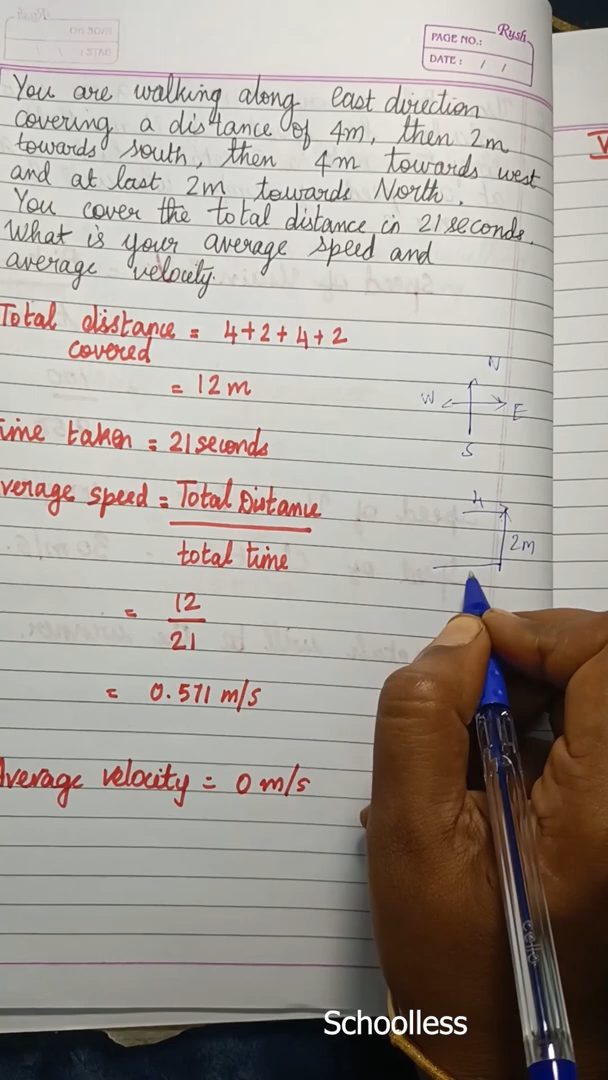 Rush
PAGE NO.:
DATE: / /
You are walking along east direction
covering a distance of 4m, then 2m
towards south, then 4m towards west
and at last 2m towards North.
You cover the total distance in 21 seconds.
What is your average speed and
average velocity.
Total distance = 4+2+4+2
covered
= 12m
N
W E
S
ime taken = 21 seconds
verage speed = Total Distance
total time
4
2M
= 12
21
= 0.571 m/s
Average velocity = 0 m/s
cello
Schoolless